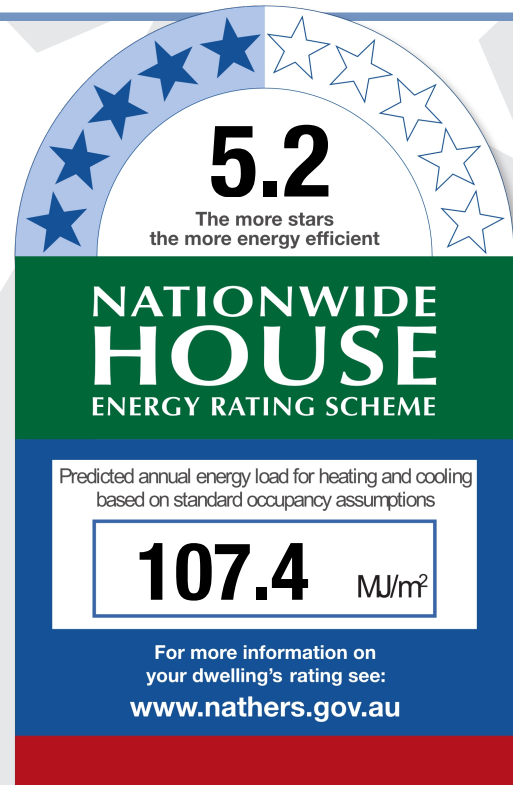 5.2
The more stars
the more energy efficient
NATIONWIDE
HOUSE
ENERGY RATING SCHEME
Predicted annual energy load for heating and cooling
based on standard occupancy assumptions
107.4 MJ/m²
For more information on
your dwelling's rating see:
www.nathers.gov.au